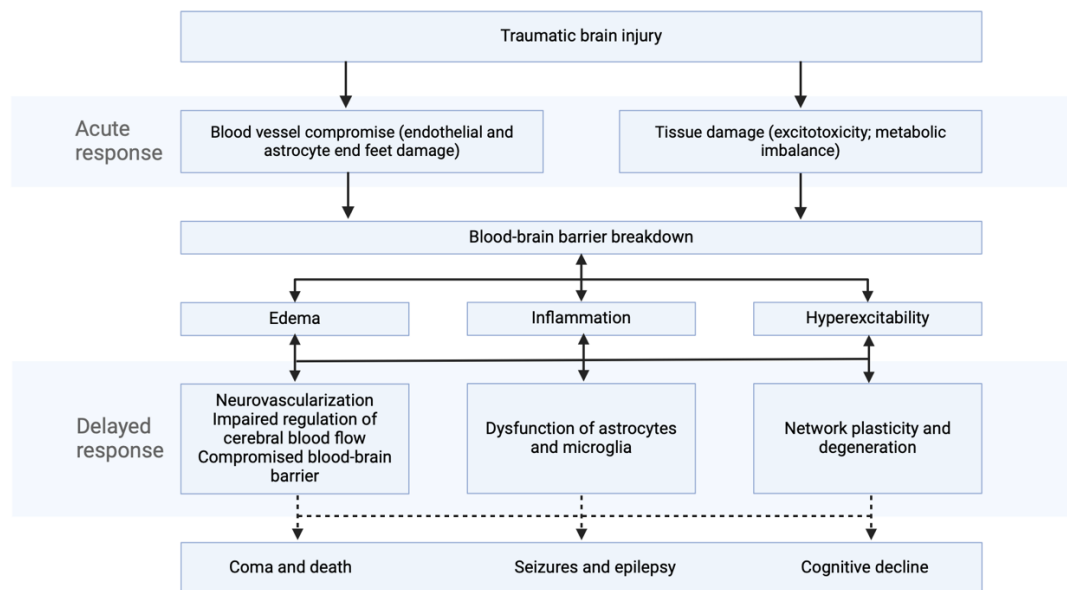 Traumatic brain injury
Acute
response
Blood vessel compromise (endothelial and
astrocyte end feet damage)
Tissue damage (excitotoxicity; metabolic
imbalance)
Blood-brain barrier breakdown
Edema
Inflammation
Hyperexcitability
Delayed
response
Neurovascularization
Impaired regulation of
cerebral blood flow
Compromised blood-brain
barrier
Dysfunction of astrocytes
and microglia
Network plasticity and
degeneration
Coma and death
Seizures and epilepsy
Cognitive decline